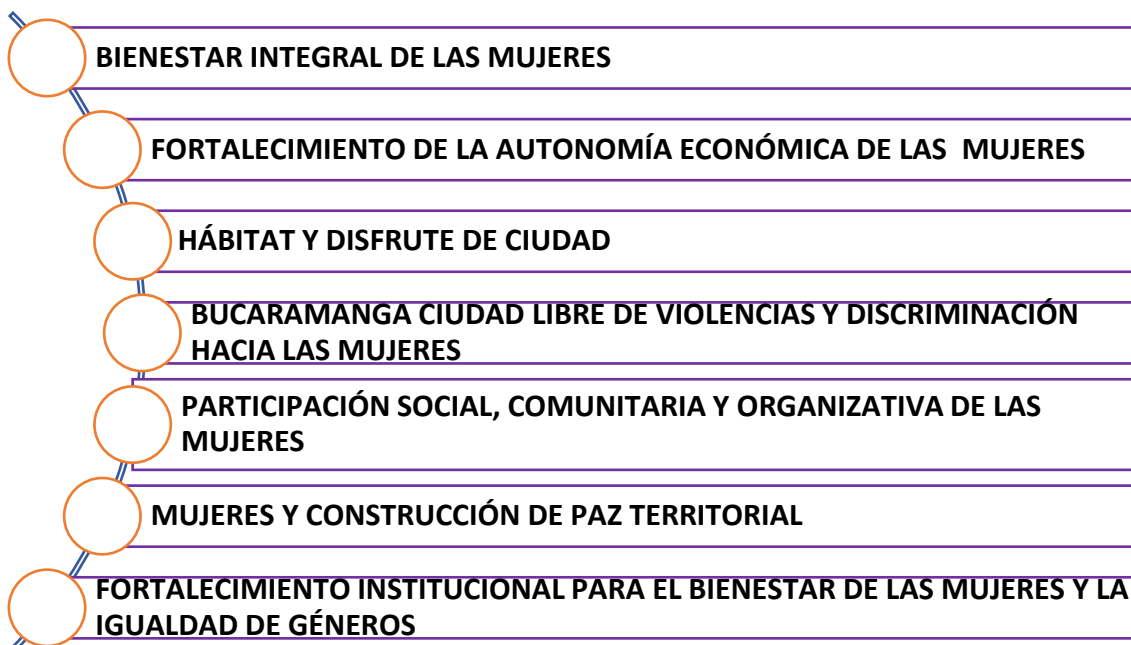 BIENESTAR INTEGRAL DE LAS MUJERES
FORTALECIMIENTO DE LA AUTONOMÍA ECONÓMICA DE LAS MUJERES
HÁBITAT Y DISFRUTE DE CIUDAD
BUCARAMANGA CIUDAD LIBRE DE VIOLENCIAS Y DISCRIMINACIÓN
HACIA LAS MUJERES
PARTICIPACIÓN SOCIAL, COMUNITARIA Y ORGANIZATIVA DE LAS
MUJERES
MUJERES Y CONSTRUCCIÓN DE PAZ TERRITORIAL
FORTALECIMIENTO INSTITUCIONAL PARA EL BIENESTAR DE LAS MUJERES Y LA
IGUALDAD DE GÉNEROS